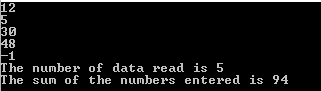 12
5
30
48
-1
The number of data read is 5
The sum of the numbers entered is 94